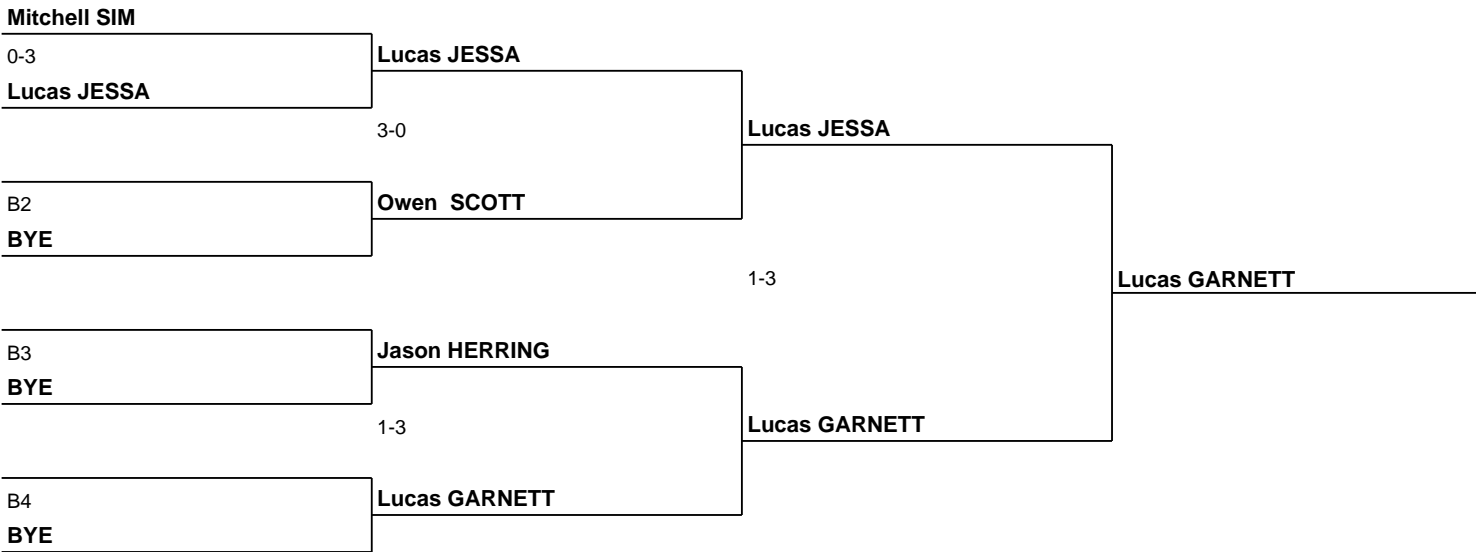 Mitchell SIM
0-3
Lucas JESSA
Lucas JESSA
3-0
Lucas JESSA
B2
Owen  SCOTT
BYE
1-3
Lucas GARNETT
B3
Jason HERRING
BYE
1-3
Lucas GARNETT
B4
Lucas GARNETT
BYE